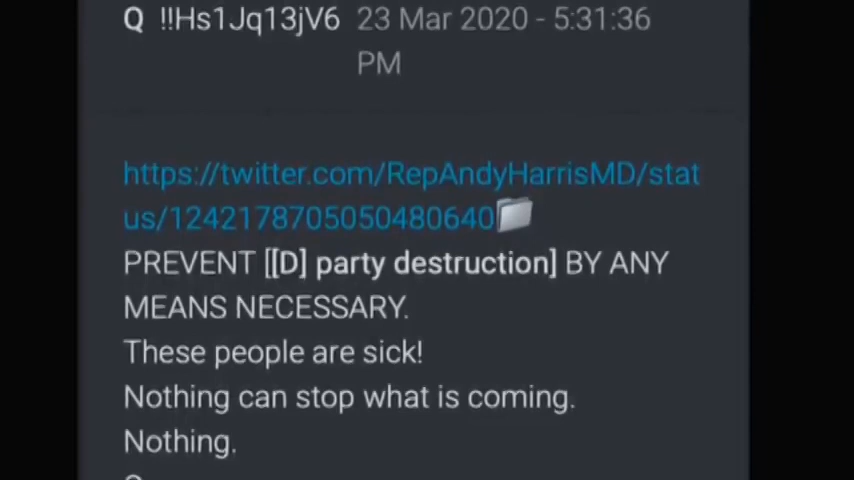 Q !!Hs1Jq13jV6 23 Mar 2020 - 5:31:36
PM
https://twitter.com/RepAndyHarrisMD/stat
us/1242178705050480640
PREVENT [[D] party destruction] BY ANY
MEANS NECESSARY.
These people are sick!
Nothing can stop what is coming.
Nothing.